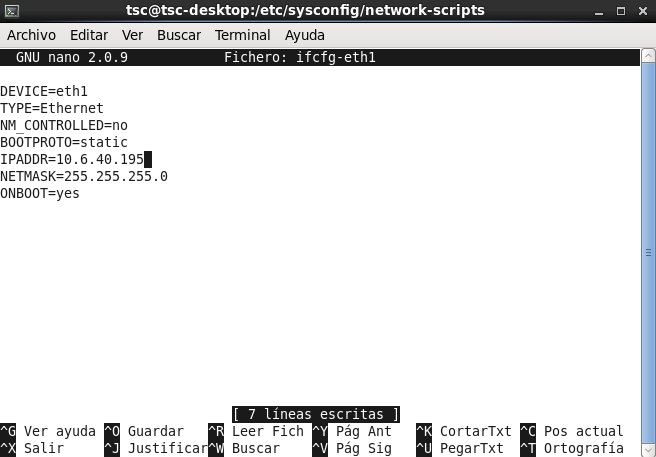 tsc@tsc-desktop:/etc/sysconfig/network-scripts
Archivo Editar Ver Buscar Terminal Ayuda
GNU nano 2.0.9 Fichero: ifcfg-eth1
DEVICE=eth1
TYPE=Ethernet
NM_CONTROLLED=no
BOOTPROTO=static
IPADDR=10.6.40.195
NETMASK=255.255.255.0
ONBOOT=yes
[ 7 líneas escritas ]
^G Ver ayuda ^O Guardar ^R Leer Fich ^Y Pág Ant ^K CortarTxt ^C Pos actual
^X Salir ^J Justificar ^W Buscar ^V Pág Sig ^U PegarTxt ^T Ortografía